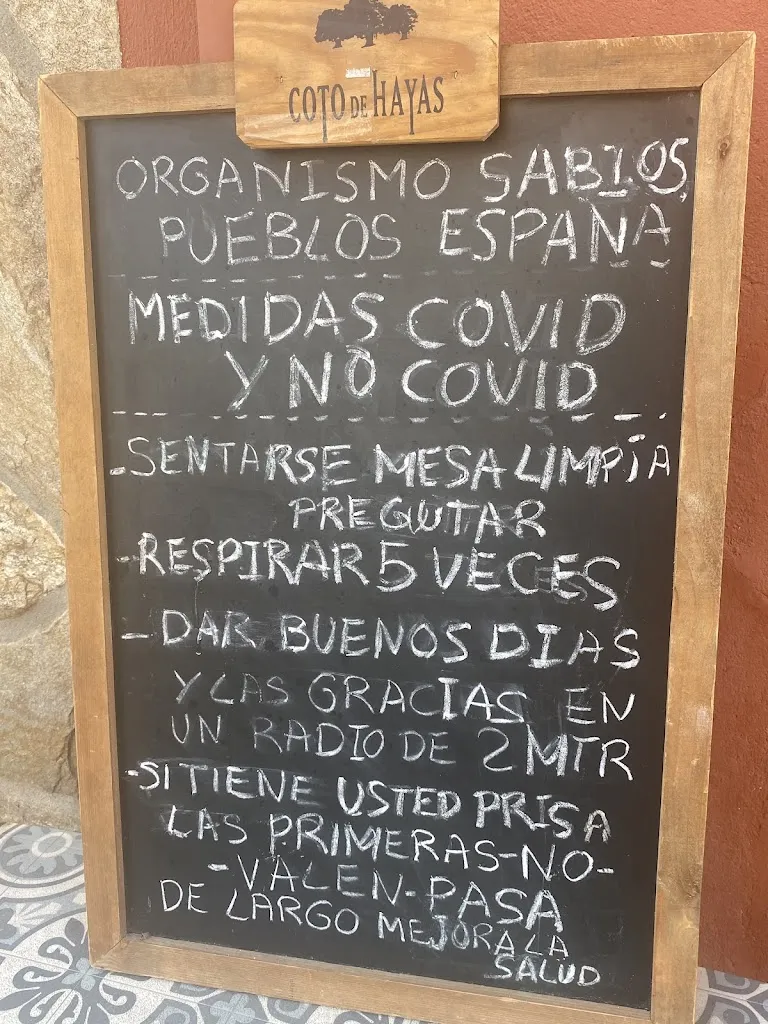 COTO DE HAYAS
ORGANISMO SABIOS
PUEBLOS ESPAÑA
MEDIDAS COVID
Y NO COVID
-SENTARSE MESA LIMPIA
PREGUTAR
-RESPIRAR 5 VECES
-DAR BUENOS DIAS
Y LAS GRACIAS EN
UN RADIO DE 2 MTR
-SI TIENE USTED PRISA
LAS PRIMERAS-NO-
-VALEN-PASA
DE LARGO MEJORA LA
SALUD